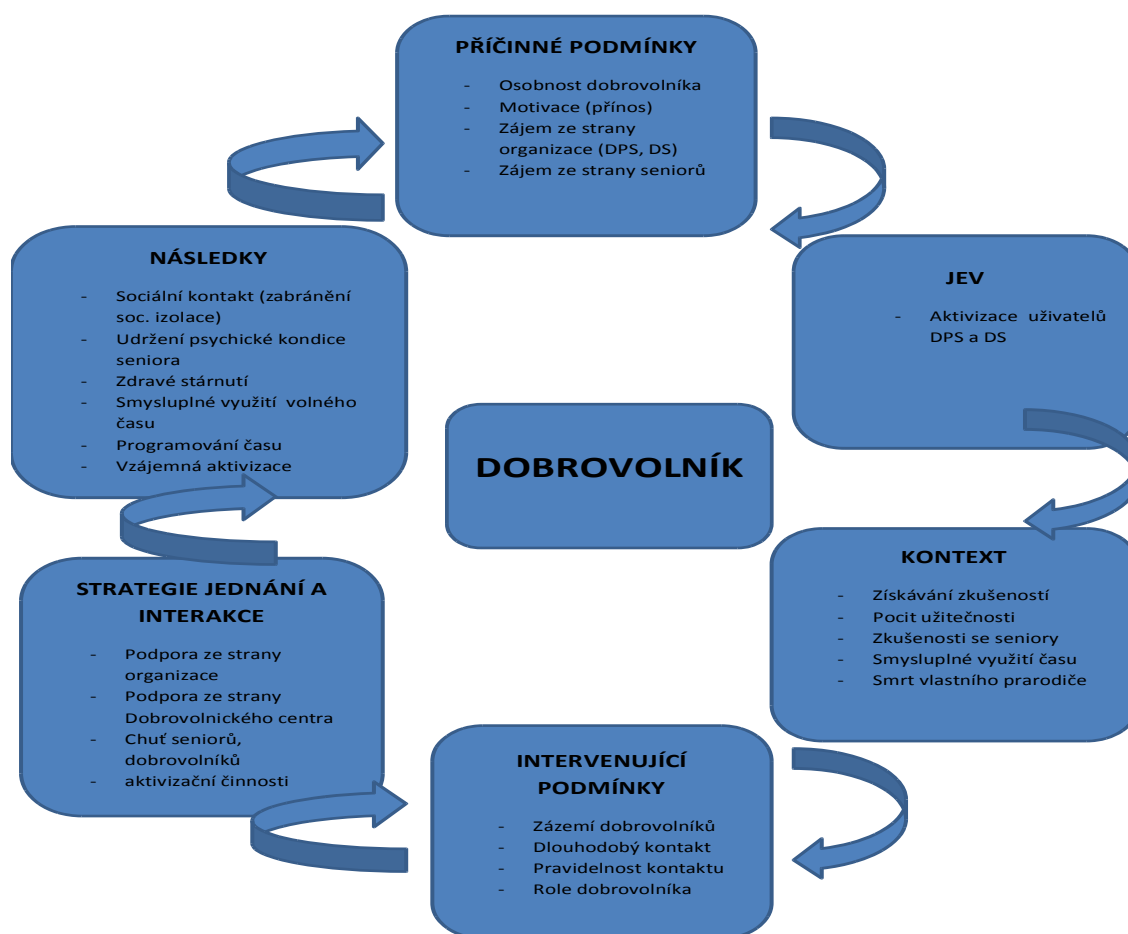 PŘÍČINNÉ PODMÍNKY
- Osobnost dobrovolníka
- Motivace (přínos)
- Zájem ze strany
organizace (DPS, DS)
- Zájem ze strany seniorů
JEV
- Aktivizace uživatelů
DPS a DS
KONTEXT
- Získávání zkušeností
- Pocit užitečnosti
- Zkušenosti se seniory
- Smysluplné využití času
- Smrt vlastního prarodiče
INTERVENUJÍCÍ
PODMÍNKY
- Zázemí dobrovolníků
- Dlouhodobý kontakt
- Pravidelnost kontaktu
- Role dobrovolníka
STRATEGIE JEDNÁNÍ A
INTERAKCE
- Podpora ze strany
organizace
- Podpora ze strany
Dobrovolnického centra
- Chuť seniorů,
dobrovolníků
- aktivizační činnosti
NÁSLEDKY
- Sociální kontakt (zabránění
soc. izolace)
- Udržení psychické kondice
seniora
- Zdravé stárnutí
- Smysluplné využití volného
času
- Programování času
- Vzájemná aktivizace
DOBROVOLNÍK